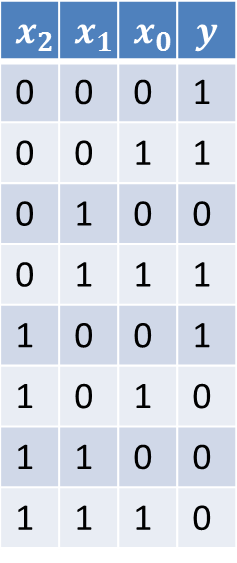 x₂ x₁ x₀ y
0 0 0 1
0 0 1 1
0 1 0 0
0 1 1 1
1 0 0 1
1 0 1 0
1 1 0 0
1 1 1 0